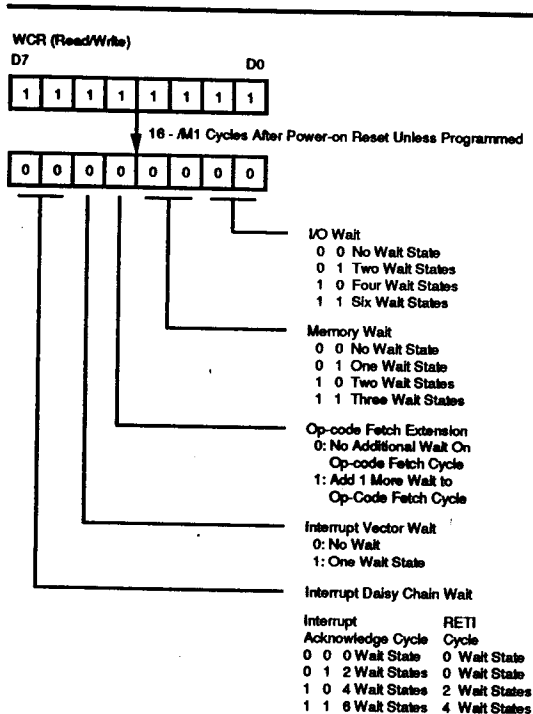 WCR (Read/Write)
D7 D0
1 1 1 1 1 1 1 1
16 - /M1 Cycles After Power-on Reset Unless Programmed
0 0 0 0 0 0 0 0
I/O Wait
0 0 No Wait State
0 1 Two Wait States
1 0 Four Wait States
1 1 Six Wait States
Memory Wait
0 0 No Wait State
0 1 One Wait State
1 0 Two Wait States
1 1 Three Wait States
Op-code Fetch Extension
0: No Additional Wait On
Op-code Fetch Cycle
1: Add 1 More Wait to
Op-Code Fetch Cycle
Interrupt Vector Wait
0: No Wait
1: One Wait State
Interrupt Daisy Chain Wait
Interrupt RETI
Acknowledge Cycle Cycle
0 0 0 Wait State 0 Wait State
0 1 2 Wait States 0 Wait State
1 0 4 Wait States 2 Wait States
1 1 6 Wait States 4 Wait States